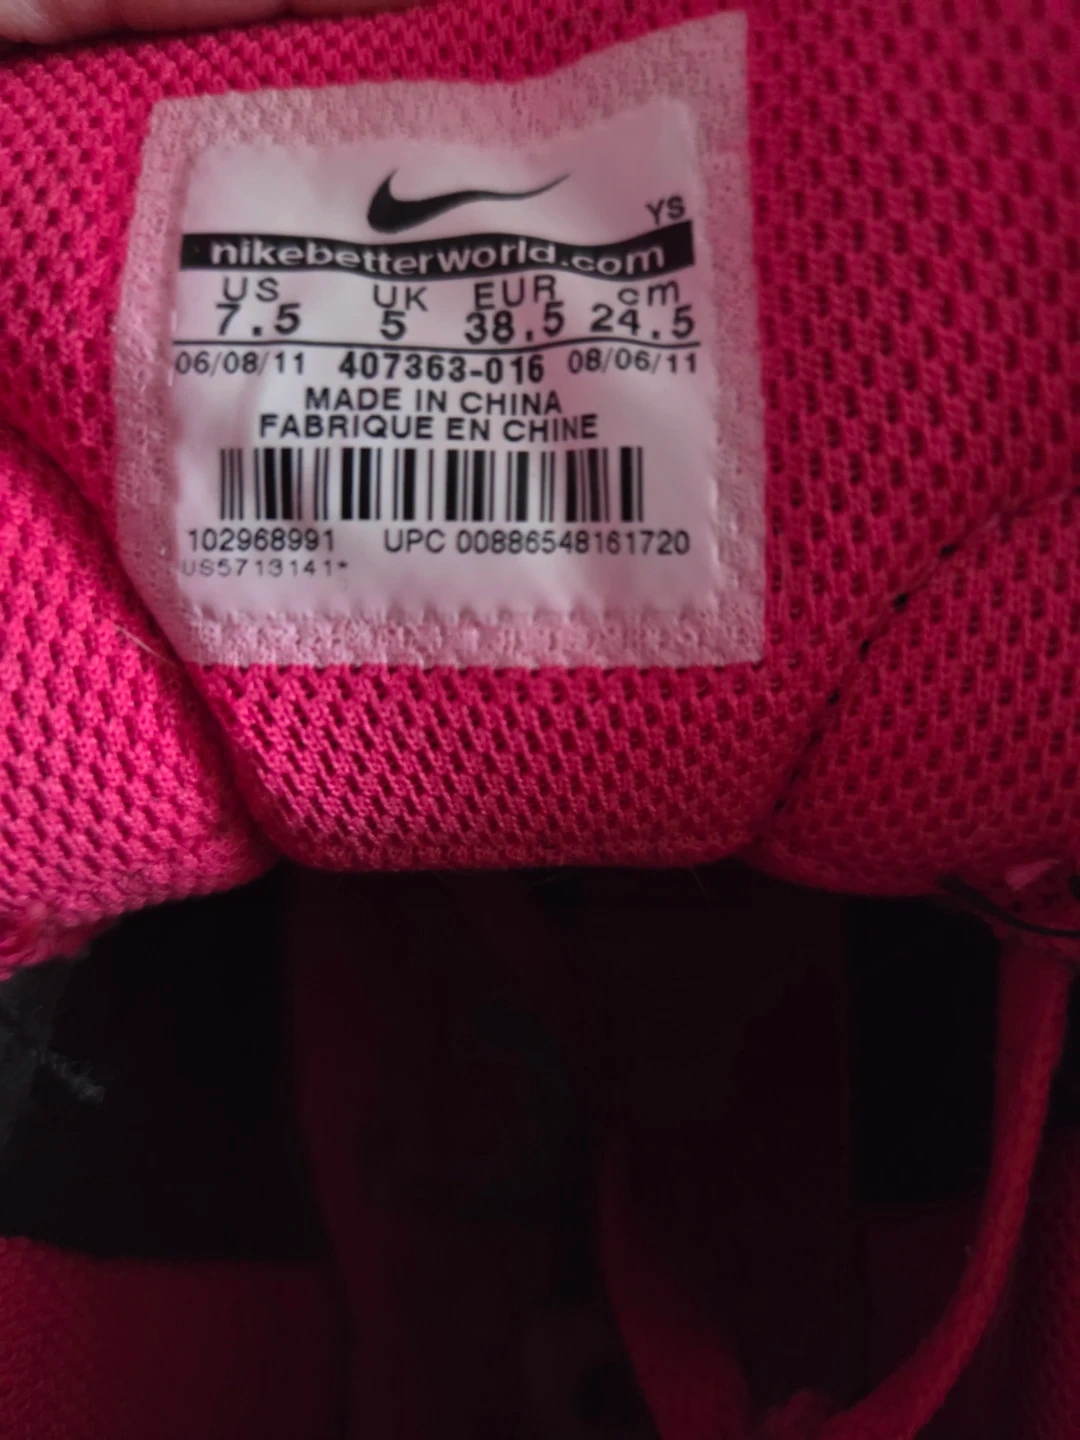 YS
nikebetterworld.com
US UK EUR cm
7.5 5 38.5 24.5
06/08/11 407363-016 08/06/11
MADE IN CHINA
FABRIQUE EN CHINE
102968991 UPC 00886548161720
US5713141*